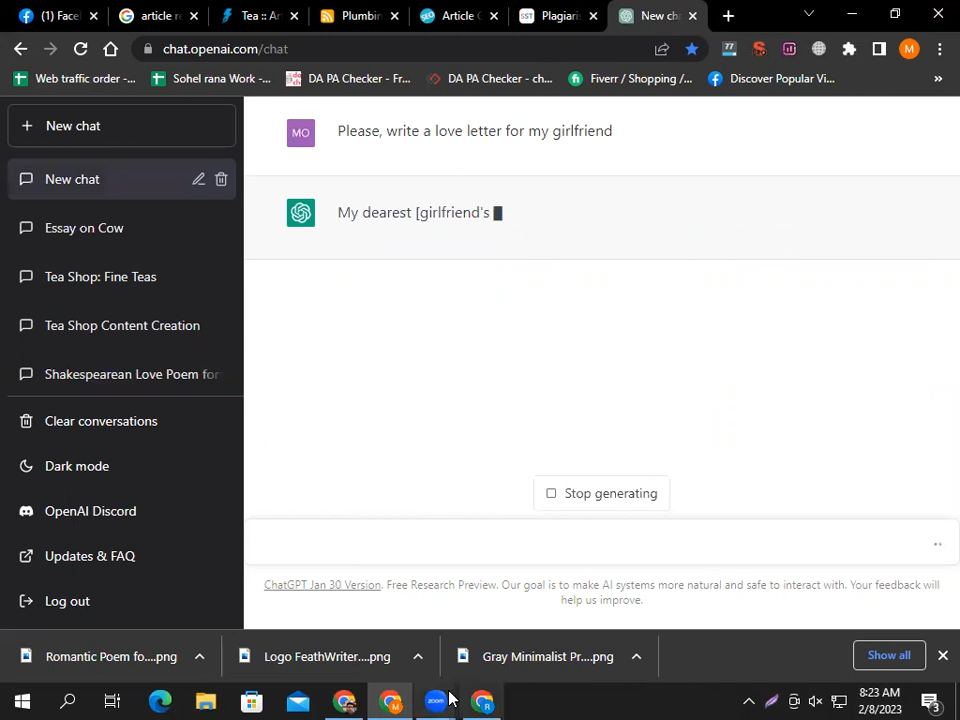 (1) Face
article re
Tea :: Ar
Plumbin
Article G
Plagiaris
New cha
chat.openai.com/chat
M
Web traffic order -...
Sohel rana Work -...
DA PA Checker - Fr...
DA PA Checker - ch...
Fiverr / Shopping /...
Discover Popular Vi...
»
New chat
New chat
Essay on Cow
Tea Shop: Fine Teas
Tea Shop Content Creation
Shakespearean Love Poem for
Clear conversations
Dark mode
OpenAI Discord
Updates & FAQ
Log out
MO
Please, write a love letter for my girlfriend
My dearest [girlfriend's
Stop generating
ChatGPT Jan 30 Version. Free Research Preview. Our goal is to make AI systems more natural and safe to interact with. Your feedback will
help us improve.
Romantic Poem fo....png
Logo FeathWriter....png
Gray Minimalist Pr....png
Show all
zoom
8:23 AM
2/8/2023
3